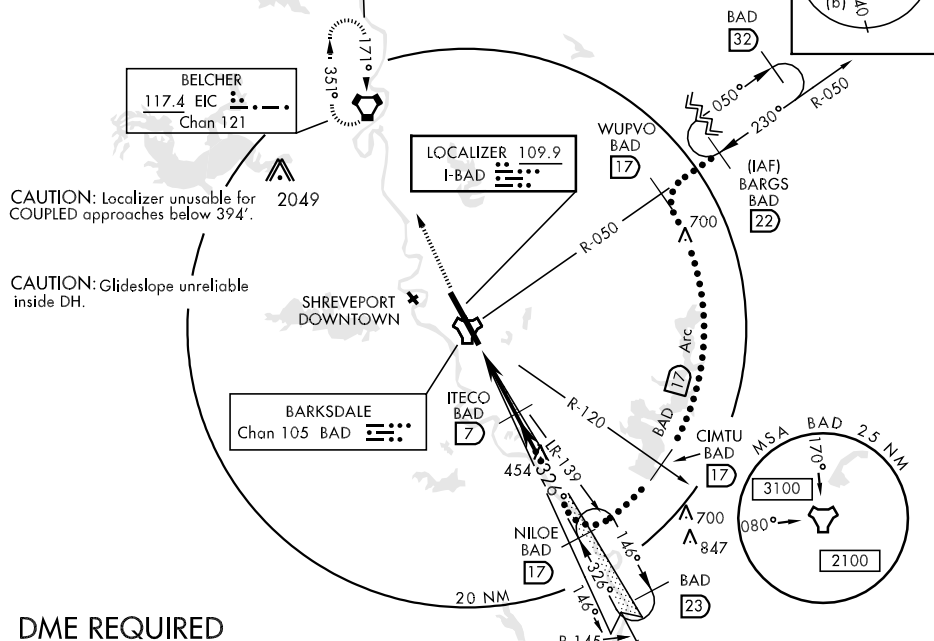 BELCHER
117.4 EIC
Chan 121
351°
171°
2049
CAUTION: Localizer unusable for
COUPLED approaches below 394'.
CAUTION: Glideslope unreliable
inside DH.
LOCALIZER 109.9
I-BAD
SHREVEPORT
DOWNTOWN
BARKSDALE
Chan 105 BAD
BAD
32
050°
230°
R-050
WUPVO
BAD
17
(IAF)
BARGS
BAD
22
R-050
700
BAD 17 Arc
ITECO
BAD
7
R-120
LR-139
454
326°
CIMTU
BAD
17
700
847
NILOE
BAD
17
326°
146°
146°
BAD
23
R-145
20 NM
MSA BAD 25 NM
170°
3100
080°
2100
DME REQUIRED